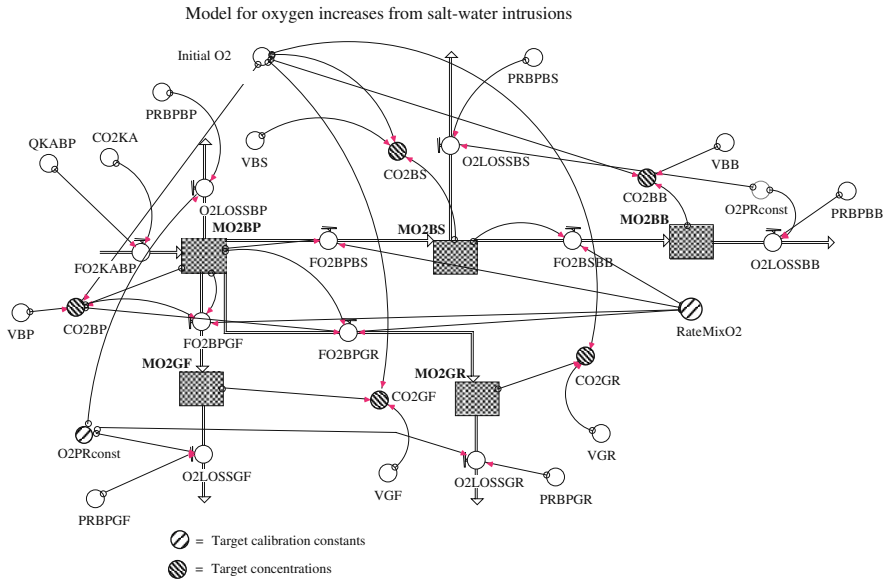 Model for oxygen increases from salt-water intrusions
Initial O2
PRBPBS
PRBPBP
QKABP
CO2KA
VBS
CO2BS
O2LOSSBS
VBB
CO2BB
O2PRconst
PRBPBB
O2LOSSBP
MO2BP
MO2BS
MO2BB
FO2KABP
FO2BPBS
FO2BSBB
O2LOSSBB
VBP
CO2BP
FO2BPGF
FO2BPGR
RateMixO2
MO2GF
MO2GR
CO2GR
CO2GF
O2PRconst
O2LOSSGF
O2LOSSGR
VGR
VGF
PRBPGR
PRBPGF
= Target calibration constants
= Target concentrations